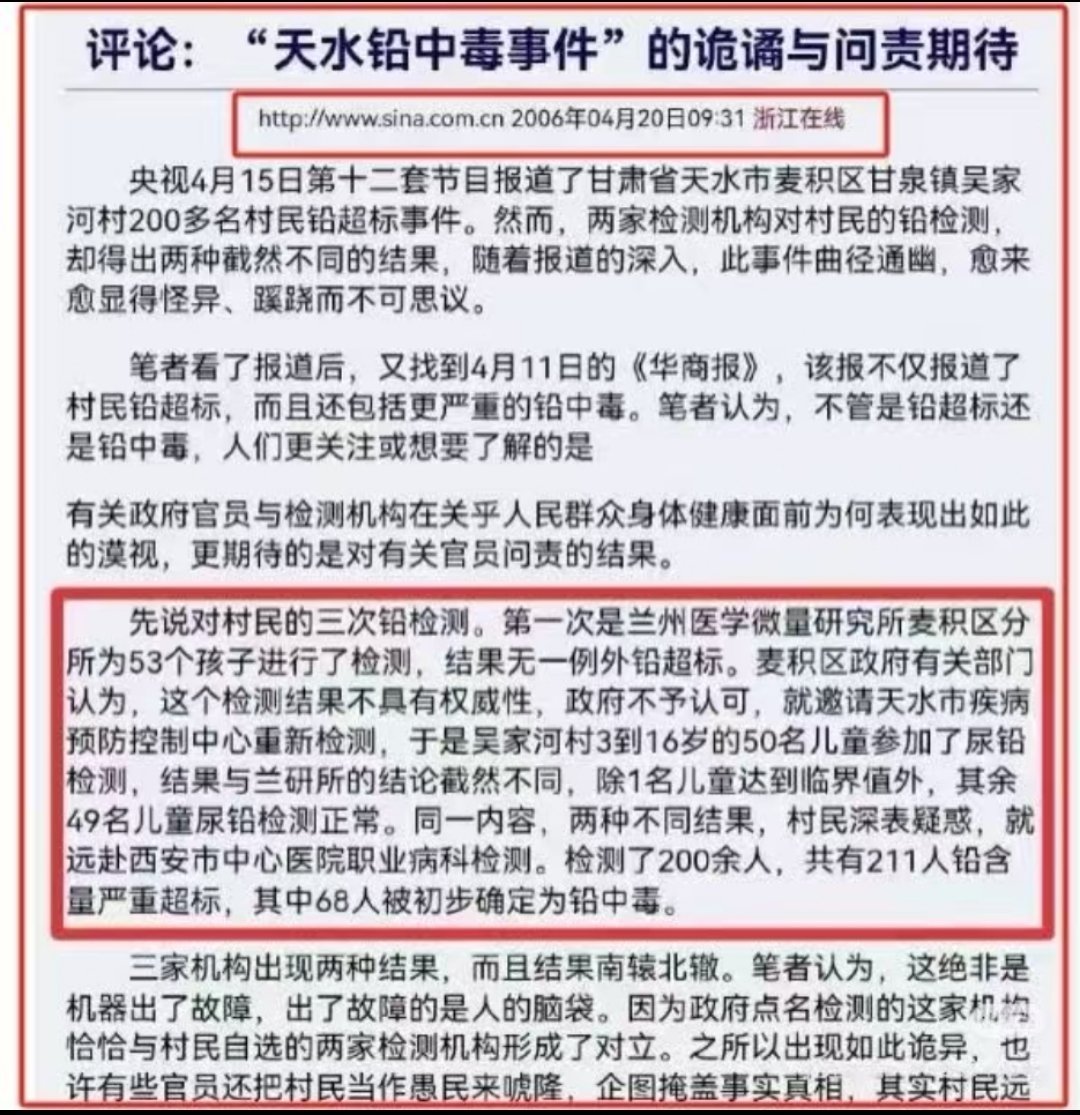 评论：“天水铅中毒事件”的诡谲与问责期待
http://www.sina.com.cn 2006年04月20日09:31 浙江在线
央视4月15日第十二套节目报道了甘肃省天水市麦积区甘泉镇吴家
河村200多名村民铅超标事件。然而，两家检测机构对村民的铅检测，
却得出两种截然不同的结果，随着报道的深入，此事件曲径通幽，愈来
愈显得怪异、蹊跷而不可思议。
笔者看了报道后，又找到4月11日的《华商报》，该报不仅报道了
村民铅超标，而且还包括更严重的铅中毒。笔者认为，不管是铅超标还
是铅中毒，人们更关注或想要了解的是
有关政府官员与检测机构在关乎人民群众身体健康面前为何表现出如此
的漠视，更期待的是对有关官员问责的结果。
先说对村民的三次铅检测。第一次是兰州医学微量研究所麦积区分
所为53个孩子进行了检测，结果无一例外铅超标。麦积区政府有关部门
认为，这个检测结果不具有权威性，政府不予认可，就邀请天水市疾病
预防控制中心重新检测，于是吴家河村3到16岁的50名儿童参加了尿铅
检测，结果与兰研所的结论截然不同，除1名儿童达到临界值外，其余
49名儿童尿铅检测正常。同一内容，两种不同结果，村民深表疑惑，就
远赴西安市中心医院职业病科检测。检测了200余人，共有211人铅含
量严重超标，其中68人被初步确定为铅中毒。
三家机构出现两种结果，而且结果南辕北辙。笔者认为，这绝非是
机器出了故障，出了故障的是人的脑袋。因为政府点名检测的这家机构
恰恰与村民自选的两家检测机构形成了对立。之所以出现如此诡异，也
许有些官员还把村民当作愚民来唬隆，企图掩盖事实真相，其实村民远